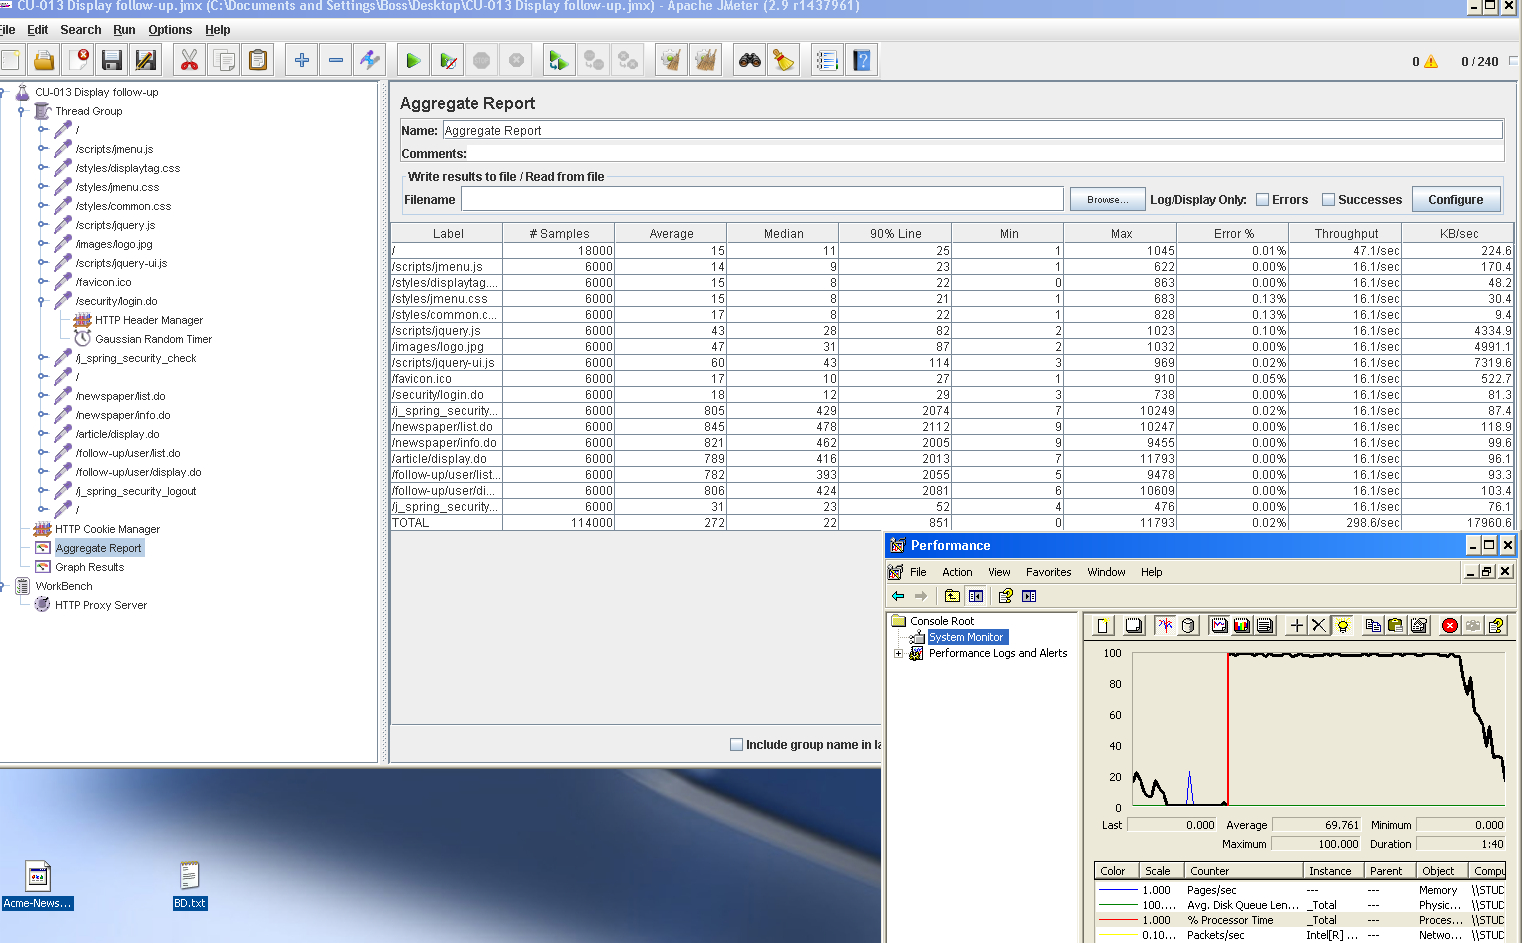 CU-013 Display follow-up.jmx (C:\Documents and Settings\Boss\Desktop\CU-013 Display follow-up.jmx) - Apache JMeter (2.9 r1437961)
File Edit Search Run Options Help
0 0 / 240
CU-013 Display follow-up
Thread Group
/
/scripts/jmenu.js
/styles/displaytag.css
/styles/jmenu.css
/styles/common.css
/scripts/jquery.js
/images/logo.jpg
/scripts/jquery-ui.js
/favicon.ico
/security/login.do
HTTP Header Manager
Gaussian Random Timer
/j_spring_security_check
/
/newspaper/list.do
/newspaper/info.do
/article/display.do
/follow-up/user/list.do
/follow-up/user/display.do
/j_spring_security_logout
/
HTTP Cookie Manager
Aggregate Report
Graph Results
WorkBench
HTTP Proxy Server
Aggregate Report
Name: Aggregate Report
Comments:
Write results to file / Read from file
Filename Browse... Log/Display Only: Errors Successes Configure
Label # Samples Average Median 90% Line Min Max Error % Throughput KB/sec
/ 18000 15 11 25 1 1045 0.01% 47.1/sec 224.6
/scripts/jmenu.js 6000 14 9 23 1 622 0.00% 16.1/sec 170.4
/styles/displaytag.... 6000 15 8 22 0 863 0.00% 16.1/sec 48.2
/styles/jmenu.css 6000 15 8 21 1 683 0.13% 16.1/sec 30.4
/styles/common.c... 6000 17 8 22 1 828 0.13% 16.1/sec 9.4
/scripts/jquery.js 6000 43 28 82 2 1023 0.10% 16.1/sec 4334.9
/images/logo.jpg 6000 47 31 87 2 1032 0.00% 16.1/sec 4991.1
/scripts/jquery-ui.js 6000 60 43 114 3 969 0.02% 16.1/sec 7319.6
/favicon.ico 6000 17 10 27 1 910 0.05% 16.1/sec 522.7
/security/login.do 6000 18 12 29 3 738 0.00% 16.1/sec 81.3
/j_spring_security... 6000 805 429 2074 7 10249 0.02% 16.1/sec 87.4
/newspaper/list.do 6000 845 478 2112 9 10247 0.00% 16.1/sec 118.9
/newspaper/info.do 6000 821 462 2005 9 9455 0.00% 16.1/sec 99.6
/article/display.do 6000 789 416 2013 7 11793 0.00% 16.1/sec 96.1
/follow-up/user/list... 6000 782 393 2055 5 9478 0.00% 16.1/sec 93.3
/follow-up/user/di... 6000 806 424 2081 6 10609 0.00% 16.1/sec 103.4
/j_spring_security... 6000 31 23 52 4 476 0.00% 16.1/sec 76.1
TOTAL 114000 272 22 851 0 11793 0.02% 298.6/sec 17960.6
Include group name in la
Performance
File Action View Favorites Window Help
Console Root
System Monitor
Performance Logs and Alerts
100
80
60
40
20
0
Last 0.000 Average 69.761 Minimum 0.000
Maximum 100.000 Duration 1:40
Color Scale Counter Instance Parent Object Compu
1.000 Pages/sec --- --- Memory \\STUD
100.... Avg. Disk Queue Len... _Total --- Physic... \\STUD
1.000 % Processor Time _Total --- Proces... \\STUD
0.10... Packets/sec Intel[R] ... --- Netwo... \\STUD
Acme-News...
BD.txt